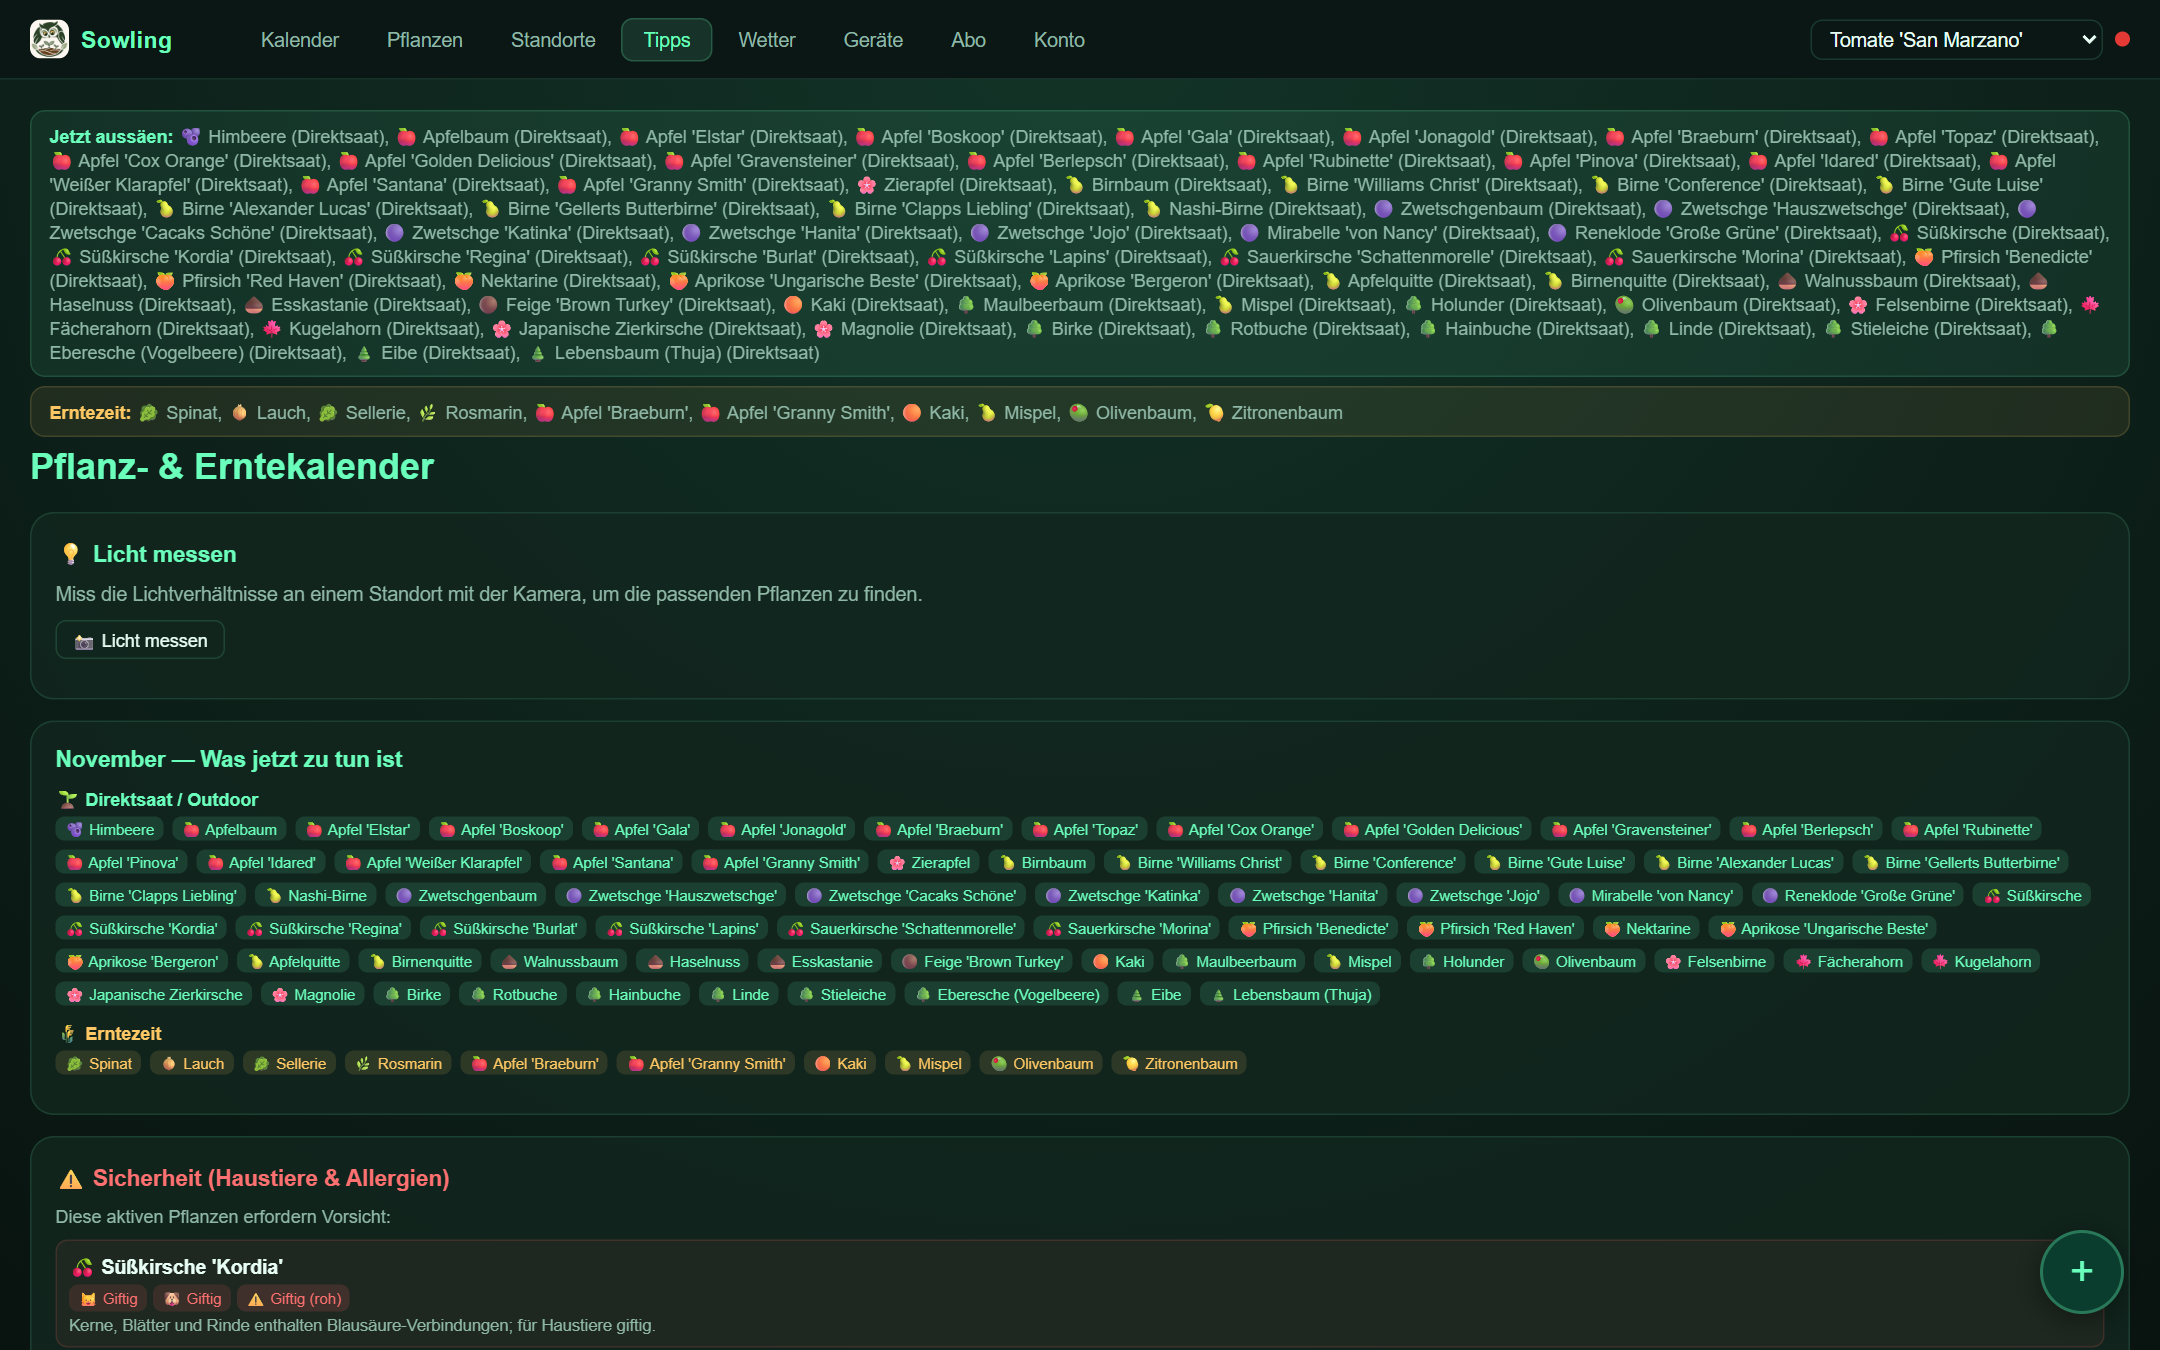 Sowling
Kalender Pflanzen Standorte Tipps Wetter Geräte Abo Konto
Tomate 'San Marzano'
Jetzt aussäen: Himbeere (Direktsaat), Apfelbaum (Direktsaat), Apfel 'Elstar' (Direktsaat), Apfel 'Boskoop' (Direktsaat), Apfel 'Gala' (Direktsaat), Apfel 'Jonagold' (Direktsaat), Apfel 'Braeburn' (Direktsaat), Apfel 'Topaz' (Direktsaat),
Apfel 'Cox Orange' (Direktsaat), Apfel 'Golden Delicious' (Direktsaat), Apfel 'Gravensteiner' (Direktsaat), Apfel 'Berlepsch' (Direktsaat), Apfel 'Rubinette' (Direktsaat), Apfel 'Pinova' (Direktsaat), Apfel 'Idared' (Direktsaat), Apfel
'Weißer Klarapfel' (Direktsaat), Apfel 'Santana' (Direktsaat), Apfel 'Granny Smith' (Direktsaat), Zierapfel (Direktsaat), Birnbaum (Direktsaat), Birne 'Williams Christ' (Direktsaat), Birne 'Conference' (Direktsaat), Birne 'Gute Luise'
(Direktsaat), Birne 'Alexander Lucas' (Direktsaat), Birne 'Gellerts Butterbirne' (Direktsaat), Birne 'Clapps Liebling' (Direktsaat), Nashi-Birne (Direktsaat), Zwetschgenbaum (Direktsaat), Zwetschge 'Hauszwetschge' (Direktsaat),
Zwetschge 'Cacaks Schöne' (Direktsaat), Zwetschge 'Katinka' (Direktsaat), Zwetschge 'Hanita' (Direktsaat), Zwetschge 'Jojo' (Direktsaat), Mirabelle 'von Nancy' (Direktsaat), Reneklode 'Große Grüne' (Direktsaat), Süßkirsche (Direktsaat),
Süßkirsche 'Kordia' (Direktsaat), Süßkirsche 'Regina' (Direktsaat), Süßkirsche 'Burlat' (Direktsaat), Süßkirsche 'Lapins' (Direktsaat), Sauerkirsche 'Schattenmorelle' (Direktsaat), Sauerkirsche 'Morina' (Direktsaat), Pfirsich 'Benedicte'
(Direktsaat), Pfirsich 'Red Haven' (Direktsaat), Nektarine (Direktsaat), Aprikose 'Ungarische Beste' (Direktsaat), Aprikose 'Bergeron' (Direktsaat), Apfelquitte (Direktsaat), Birnenquitte (Direktsaat), Walnussbaum (Direktsaat),
Haselnuss (Direktsaat), Esskastanie (Direktsaat), Feige 'Brown Turkey' (Direktsaat), Kaki (Direktsaat), Maulbeerbaum (Direktsaat), Mispel (Direktsaat), Holunder (Direktsaat), Olivenbaum (Direktsaat), Felsenbirne (Direktsaat),
Fächerahorn (Direktsaat), Kugelahorn (Direktsaat), Japanische Zierkirsche (Direktsaat), Magnolie (Direktsaat), Birke (Direktsaat), Rotbuche (Direktsaat), Hainbuche (Direktsaat), Linde (Direktsaat), Stieleiche (Direktsaat),
Eberesche (Vogelbeere) (Direktsaat), Eibe (Direktsaat), Lebensbaum (Thuja) (Direktsaat)
Erntezeit: Spinat, Lauch, Sellerie, Rosmarin, Apfel 'Braeburn', Apfel 'Granny Smith', Kaki, Mispel, Olivenbaum, Zitronenbaum
Pflanz- & Erntekalender
Licht messen
Miss die Lichtverhältnisse an einem Standort mit der Kamera, um die passenden Pflanzen zu finden.
Licht messen
November — Was jetzt zu tun ist
Direktsaat / Outdoor
Himbeere Apfelbaum Apfel 'Elstar' Apfel 'Boskoop' Apfel 'Gala' Apfel 'Jonagold' Apfel 'Braeburn' Apfel 'Topaz' Apfel 'Cox Orange' Apfel 'Golden Delicious' Apfel 'Gravensteiner' Apfel 'Berlepsch' Apfel 'Rubinette'
Apfel 'Pinova' Apfel 'Idared' Apfel 'Weißer Klarapfel' Apfel 'Santana' Apfel 'Granny Smith' Zierapfel Birnbaum Birne 'Williams Christ' Birne 'Conference' Birne 'Gute Luise' Birne 'Alexander Lucas' Birne 'Gellerts Butterbirne'
Birne 'Clapps Liebling' Nashi-Birne Zwetschgenbaum Zwetschge 'Hauszwetschge' Zwetschge 'Cacaks Schöne' Zwetschge 'Katinka' Zwetschge 'Hanita' Zwetschge 'Jojo' Mirabelle 'von Nancy' Reneklode 'Große Grüne' Süßkirsche
Süßkirsche 'Kordia' Süßkirsche 'Regina' Süßkirsche 'Burlat' Süßkirsche 'Lapins' Sauerkirsche 'Schattenmorelle' Sauerkirsche 'Morina' Pfirsich 'Benedicte' Pfirsich 'Red Haven' Nektarine Aprikose 'Ungarische Beste'
Aprikose 'Bergeron' Apfelquitte Birnenquitte Walnussbaum Haselnuss Esskastanie Feige 'Brown Turkey' Kaki Maulbeerbaum Mispel Holunder Olivenbaum Felsenbirne Fächerahorn Kugelahorn
Japanische Zierkirsche Magnolie Birke Rotbuche Hainbuche Linde Stieleiche Eberesche (Vogelbeere) Eibe Lebensbaum (Thuja)
Erntezeit
Spinat Lauch Sellerie Rosmarin Apfel 'Braeburn' Apfel 'Granny Smith' Kaki Mispel Olivenbaum Zitronenbaum
Sicherheit (Haustiere & Allergien)
Diese aktiven Pflanzen erfordern Vorsicht:
Süßkirsche 'Kordia'
Giftig Giftig Giftig (roh)
Kerne, Blätter und Rinde enthalten Blausäure-Verbindungen; für Haustiere giftig.
+